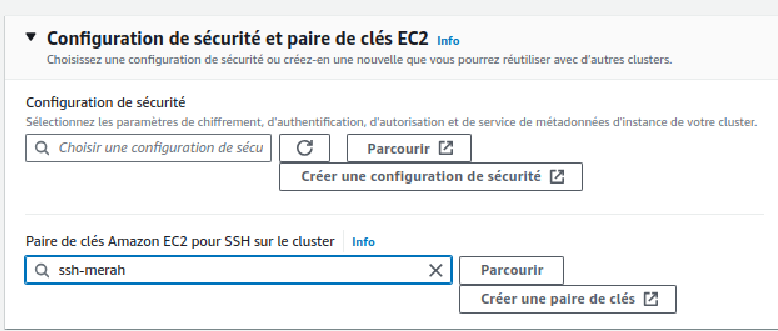 Configuration de sécurité et paire de clés EC2 Info
Choisissez une configuration de sécurité ou créez-en une nouvelle que vous pourrez réutiliser avec d'autres clusters.
Configuration de sécurité
Sélectionnez les paramètres de chiffrement, d'authentification, d'autorisation et de service de métadonnées d'instance de votre cluster.
Choisir une configuration de sécu
Parcourir
Créer une configuration de sécurité
Paire de clés Amazon EC2 pour SSH sur le cluster Info
ssh-merah
Parcourir
Créer une paire de clés